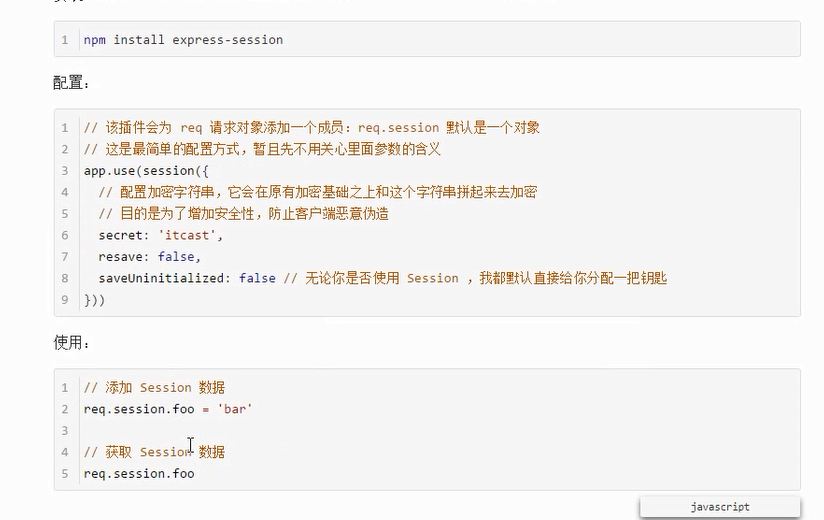 1 npm install express-session
配置：
1 // 该插件会为 req 请求对象添加一个成员：req.session 默认是一个对象
2 // 这是最简单的配置方式，暂且先不用关心里面参数的含义
3 app.use(session({
4 // 配置加密字符串，它会在原有加密基础之上和这个字符串拼起来去加密
5 // 目的是为了增加安全性，防止客户端恶意伪造
6 secret: 'itcast',
7 resave: false,
8 saveUninitialized: false // 无论你是否使用 Session ，我都默认直接给你分配一把钥匙
9 }))
使用：
1 // 添加 Session 数据
2 req.session.foo = 'bar'
3
4 // 获取 Session 数据
5 req.session.foo
javascript